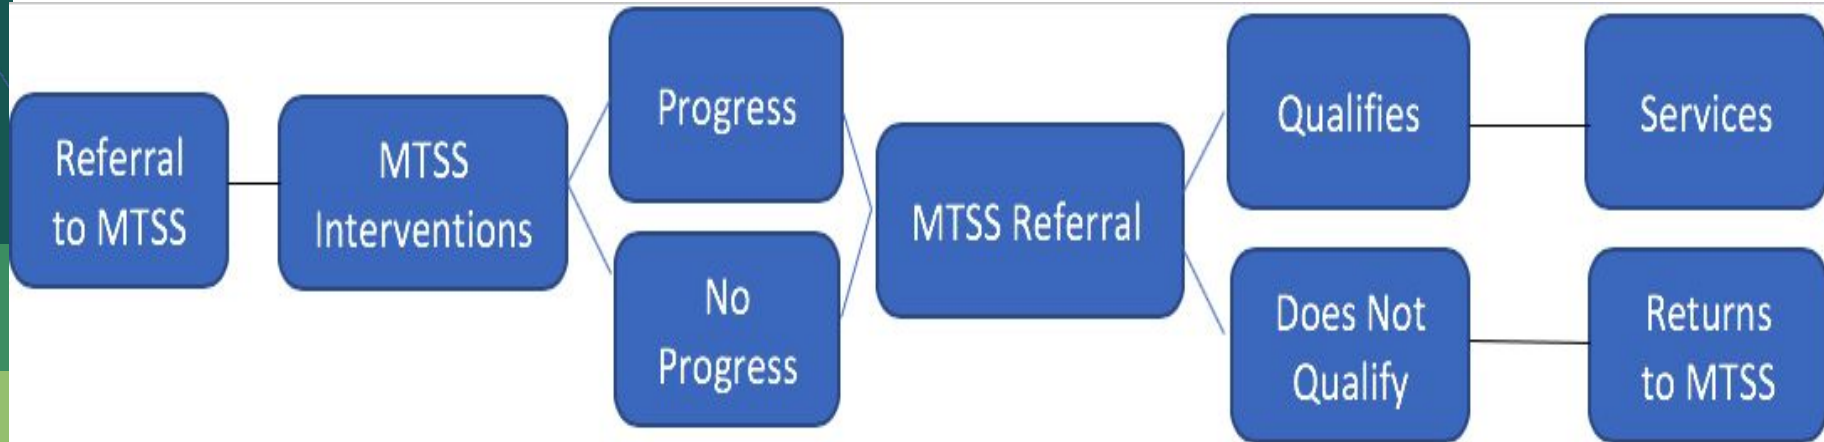 Referral
to MTSS
MTSS
Interventions
Progress
No
Progress
MTSS Referral
Qualifies
Does Not
Qualify
Services
Returns
to MTSS